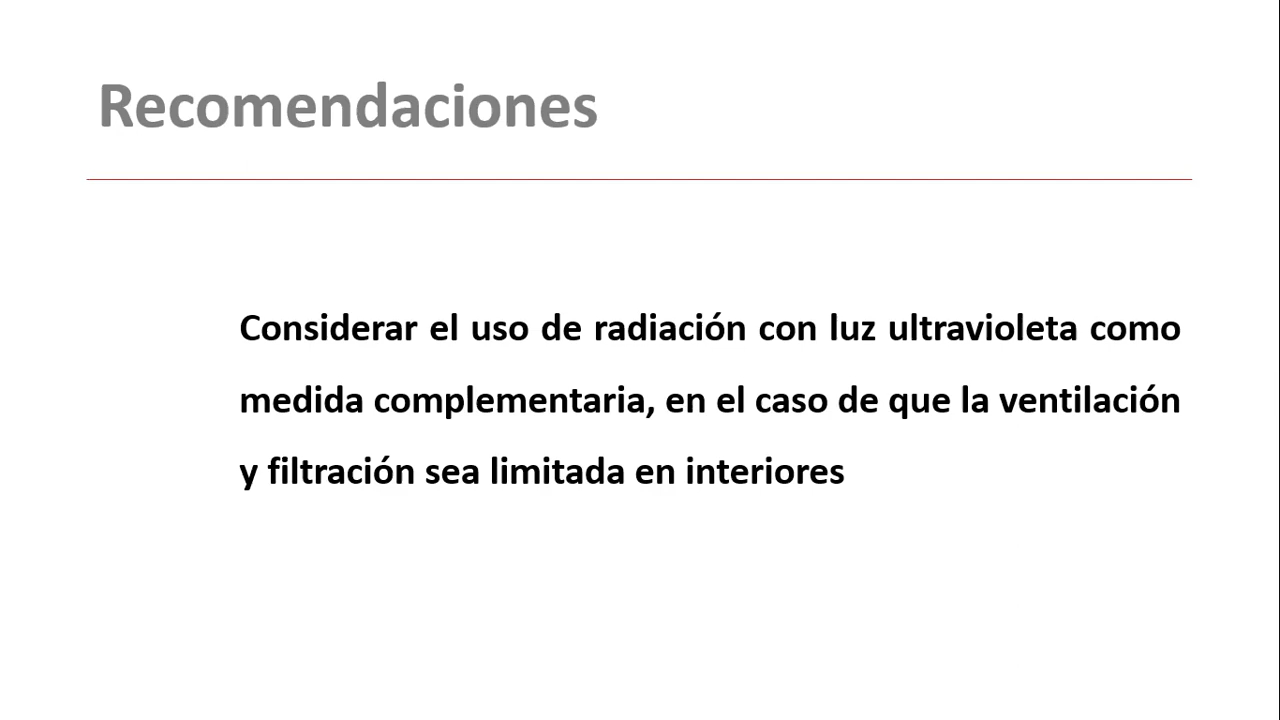 Recomendaciones
Considerar el uso de radiación con luz ultravioleta como
medida complementaria, en el caso de que la ventilación
y filtración sea limitada en interiores